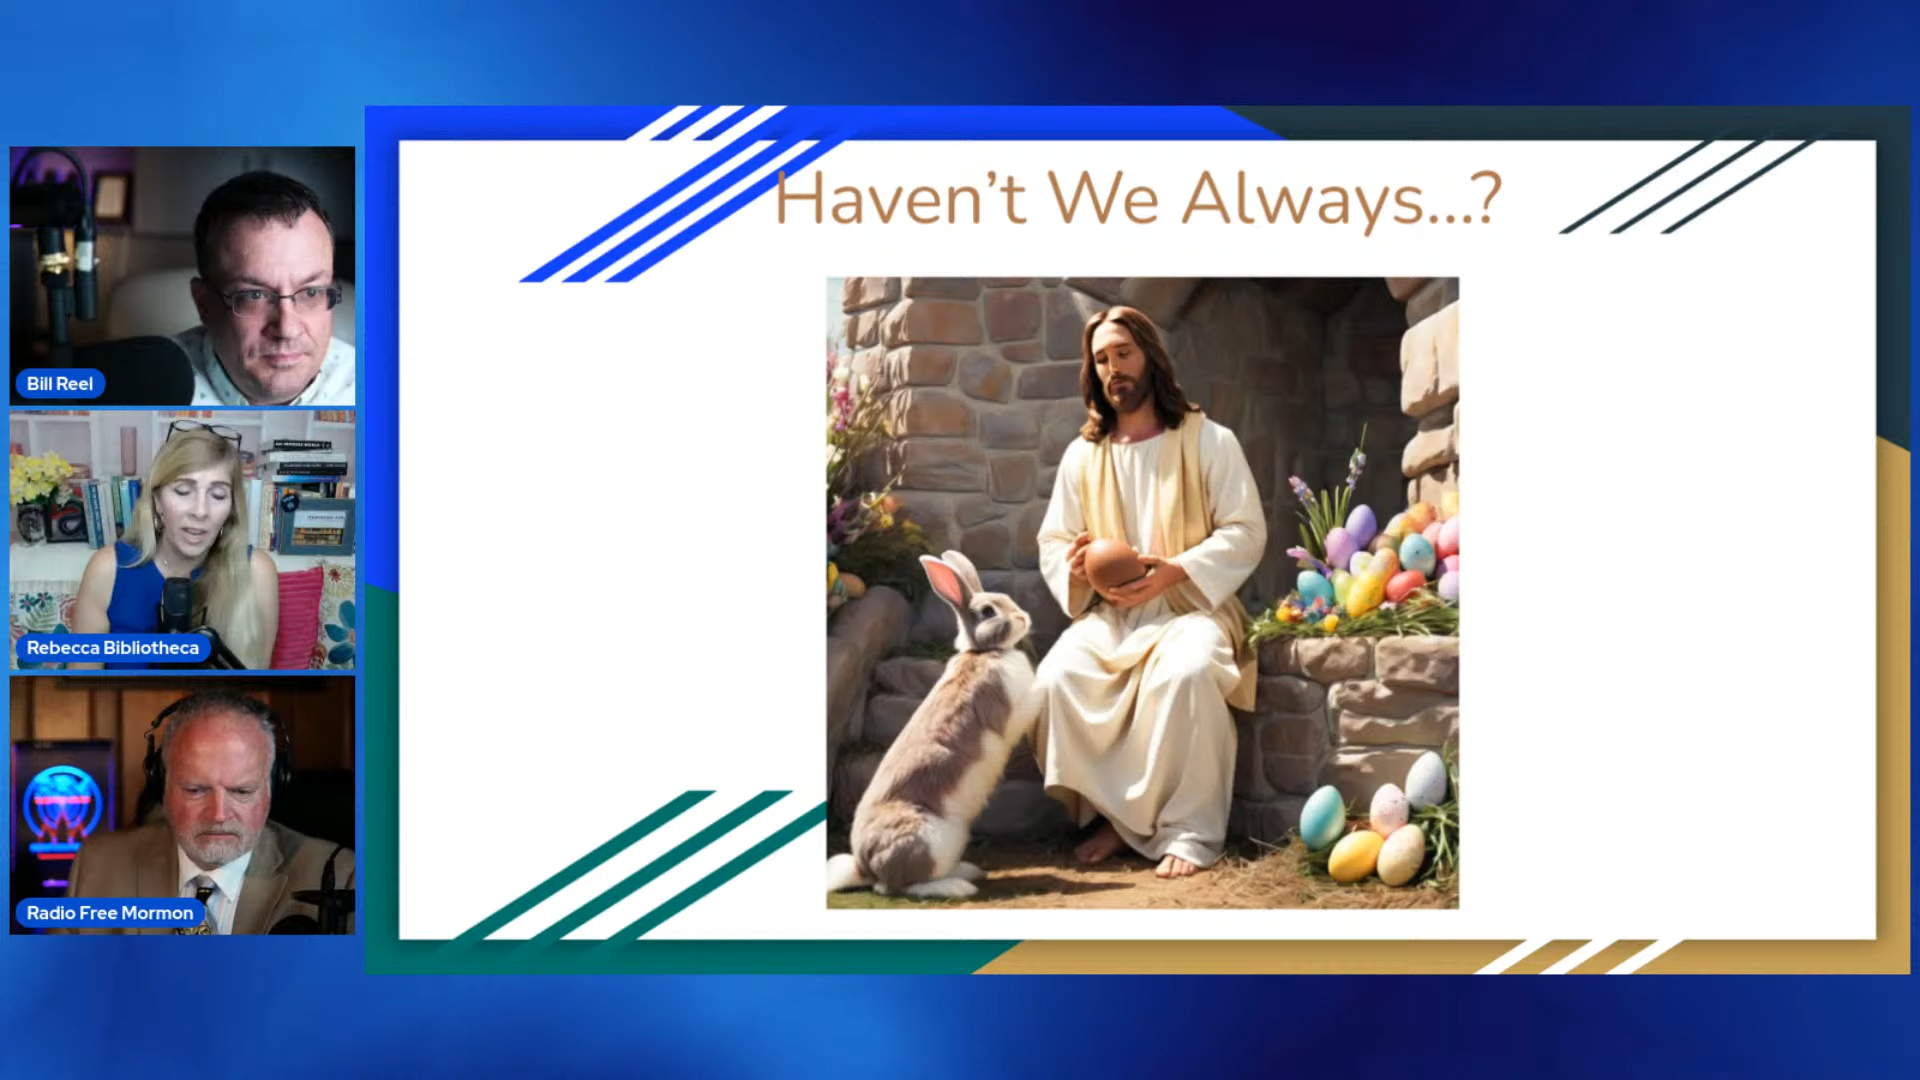 Haven't We Always...?
Bill Reel
Rebecca Bibliotheca
Radio Free Mormon